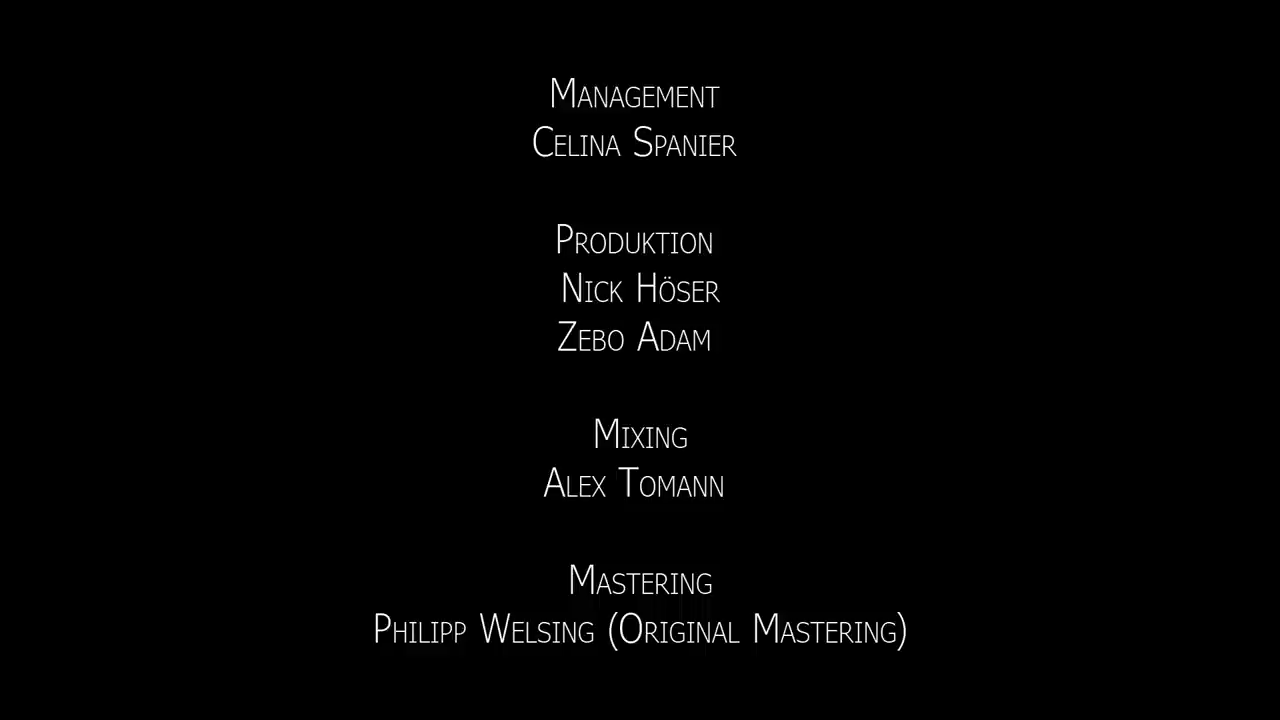 Management
Celina Spanier
Produktion
Nick Höser
Zebo Adam
Mixing
Alex Tomann
Mastering
Philipp Welsing (Original Mastering)